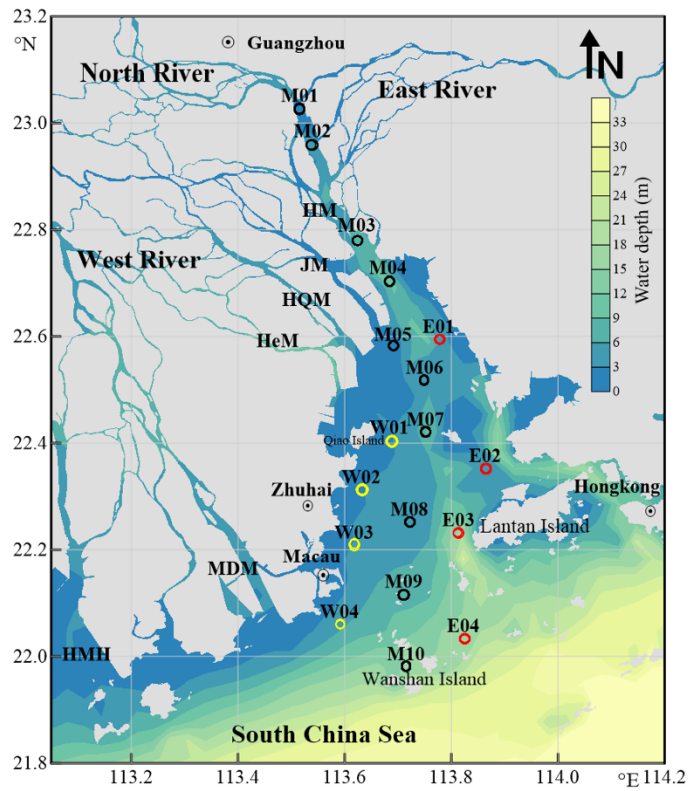 23.2
°N
Guangzhou
N
North River
East River
M01
33
30
27
24
21
18
15
12
9
6
3
0
Water depth (m)
23.0
M02
HM
22.8
M03
West River
JM
M04
HQM
22.6
HeM
M05
E01
M06
22.4
W01
M07
Qiao Island
E02
Zhuhai
W02
Hongkong
M08
E03
Lantan Island
W03
22.2
Macau
MDM
M09
W04
E04
22.0
HMH
M10
Wanshan Island
South China Sea
21.8
113.2 113.4 113.6 113.8 114.0 °E 114.2